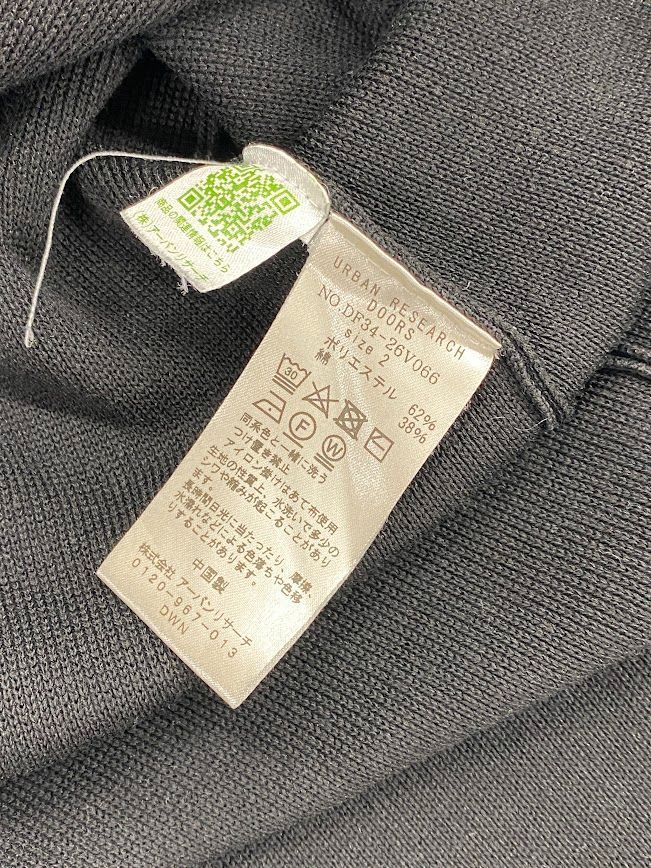 商品の関連情報はこちら
(株)アーバンリサーチ
URBAN RESEARCH
DOORS
NO.DF34-26V066
size 2
ポリエステル 62%
綿 38%
30
F
W
同系色と一緒に洗う
つけ置き禁止
アイロン掛けはあて布使用
生地の性質上、水洗いで多少の
シワや縮みが起こることがあり
ます。
長時間日光に当たったり、摩擦、
水濡れなどによる色落ちや色移
りすることがあります。
中国製
株式会社 アーバンリサーチ
0120-967-013
DWN